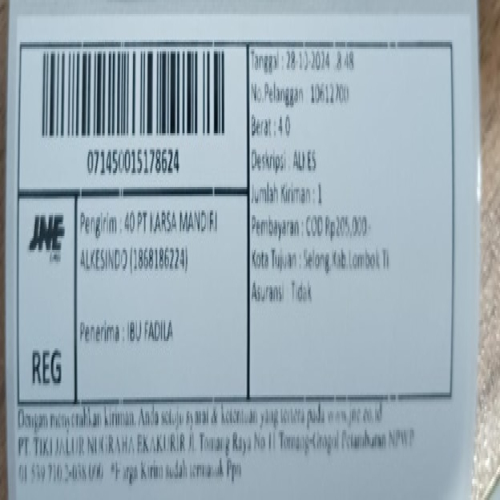 071450015178624
JNE
REG
Pengirim : 40 PT KARSA MANDIRI
ALKESINDO (1868186224)
Penerima : IBU FADILA
Tanggal : 28-10-2024 18:48
No.Pelanggan : 10612700
Berat : 4.0
Deskripsi : ALKES
Jumlah Kiriman : 1
Pembayaran : COD Rp205,000.-
Kota Tujuan : Selong,Kab.Lombok Ti
Asuransi : Tidak
Dengan menyerahkan kiriman, Anda setuju syarat & ketentuan yang tertera pada www.jne.co.id
PT. TIKI JALUR NUGRAHA EKAKURIR Jl. Tomang Raya No.11 Tomang-Grogol Petamburan NPWP
*Harga Kirim sudah termasuk Ppn